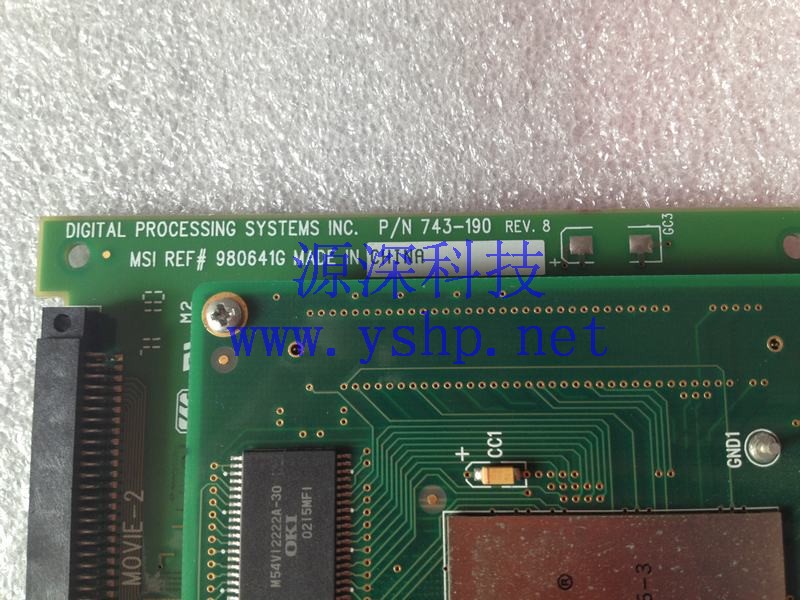 DIGITAL PROCESSING SYSTEMS INC. P/N 743-190 REV. 8
MSI REF# 980641G MADE IN CHINA
GC3
源深科技
www.yshp.net
M2
CC1
GND1
MOVIE-2
M54V12222A-30
OKI
0215MFI
®